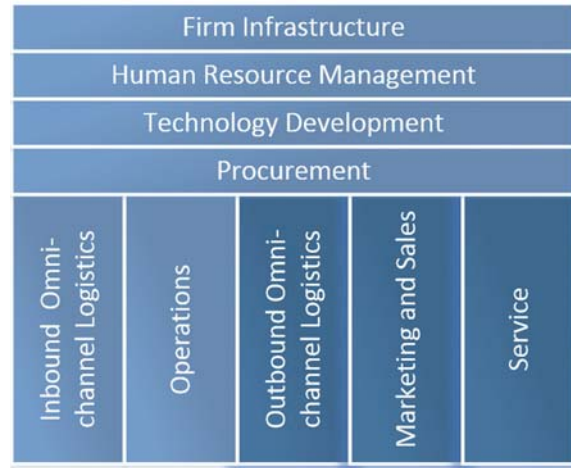 Firm Infrastructure
Human Resource Management
Technology Development
Procurement
Inbound Omni-
channel Logistics
Operations
Outbound Omni-
channel Logistics
Marketing and Sales
Service